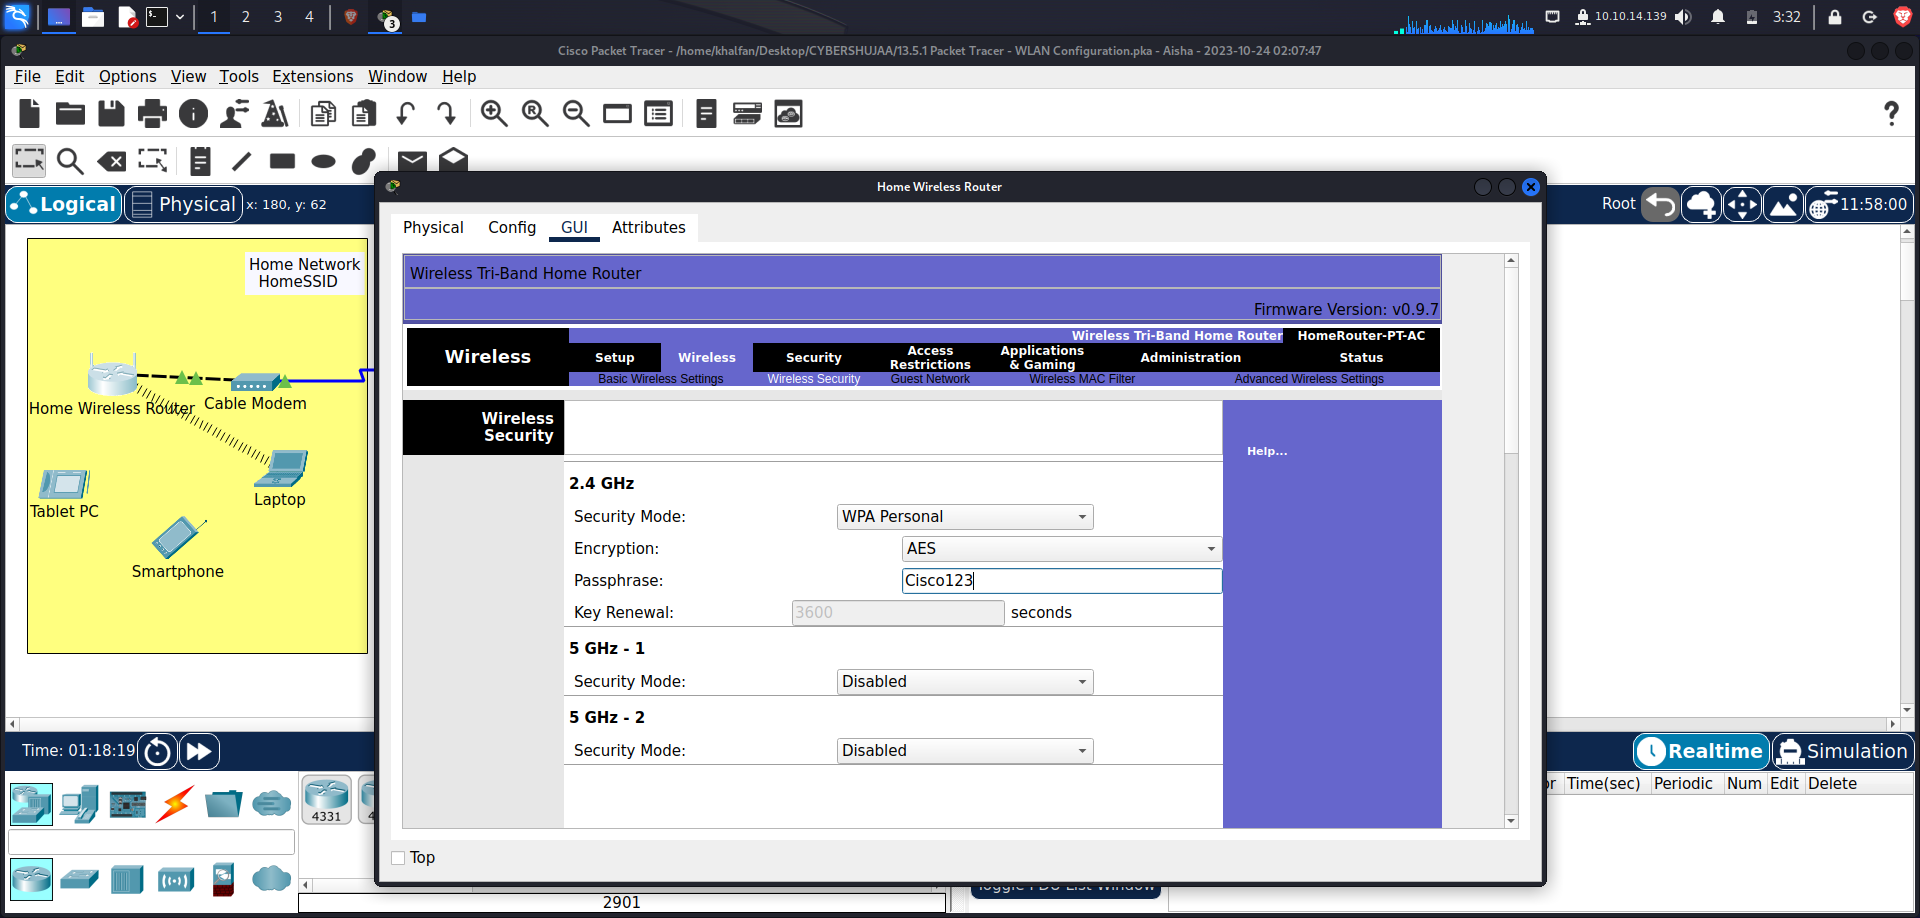 1 2 3 4 3 10.10.14.139 3:32
Cisco Packet Tracer - /home/khalfan/Desktop/CYBERSHUJAA/13.5.1 Packet Tracer - WLAN Configuration.pka - Aisha - 2023-10-24 02:07:47
File Edit Options View Tools Extensions Window Help
Home Wireless Router
Logical Physical x: 180, y: 62
Root 11:58:00
Physical Config GUI Attributes
Home Network
HomeSSID
Home Wireless Router
Cable Modem
Laptop
Tablet PC
Smartphone
Wireless Tri-Band Home Router
Firmware Version: v0.9.7
Wireless Tri-Band Home Router HomeRouter-PT-AC
Wireless
Setup Wireless Security Access Restrictions Applications & Gaming Administration Status
Basic Wireless Settings Wireless Security Guest Network Wireless MAC Filter Advanced Wireless Settings
Wireless
Security
Help...
2.4 GHz
Security Mode: WPA Personal
Encryption: AES
Passphrase: Cisco123
Key Renewal: 3600 seconds
5 GHz - 1
Security Mode: Disabled
5 GHz - 2
Security Mode: Disabled
Top
Time: 01:18:19
Realtime Simulation
Time(sec) Periodic Num Edit Delete
4331
2901